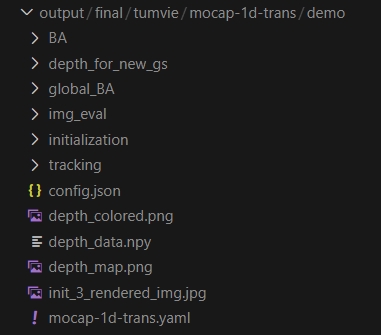 output/final/tumvie/mocap-1d-trans/demo
BA
depth_for_new_gs
global_BA
img_eval
initialization
tracking
{} config.json
depth_colored.png
depth_data.npy
depth_map.png
init_3_rendered_img.jpg
! mocap-1d-trans.yaml